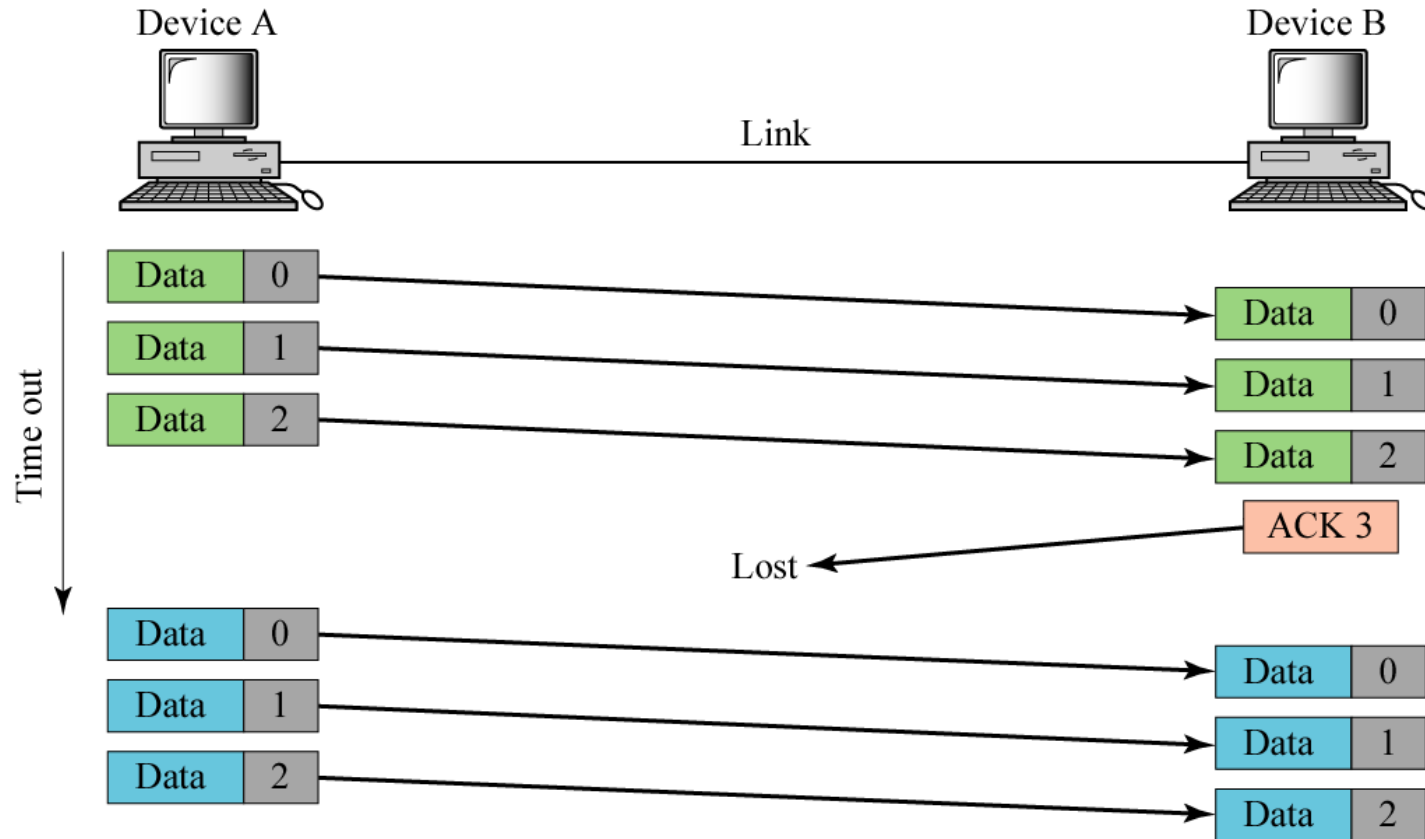 Device A
Device B
Link
Time out
Data 0
Data 0
Data 1
Data 1
Data 2
Data 2
ACK 3
Lost
Data 0
Data 0
Data 1
Data 1
Data 2
Data 2